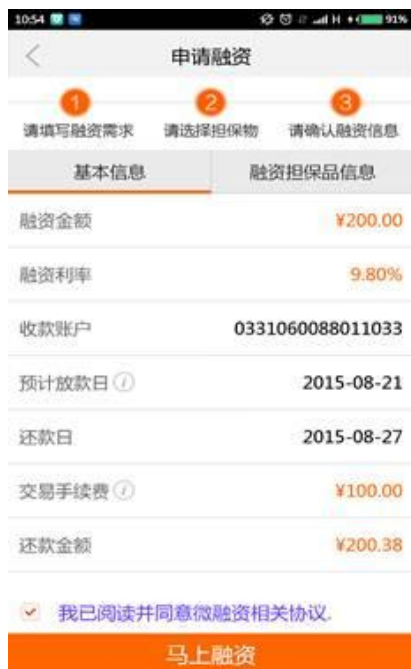 10:54 H 91%
申请融资
1 2 3
请填写融资需求 请选择担保物 请确认融资信息
基本信息 融资担保品信息
融资金额 ¥200.00
融资利率 9.80%
收款账户 0331060088011033
预计放款日 i 2015-08-21
还款日 2015-08-27
交易手续费 i ¥100.00
还款金额 ¥200.38
我已阅读并同意微融资相关协议.
马上融资